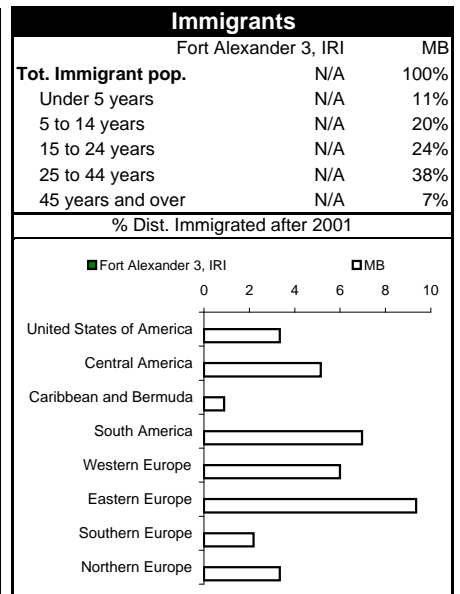 Immigrants
Fort Alexander 3, IRI MB
Tot. Immigrant pop. N/A 100%
Under 5 years N/A 11%
5 to 14 years N/A 20%
15 to 24 years N/A 24%
25 to 44 years N/A 38%
45 years and over N/A 7%
% Dist. Immigrated after 2001
Fort Alexander 3, IRI MB
0 2 4 6 8 10
United States of America
Central America
Caribbean and Bermuda
South America
Western Europe
Eastern Europe
Southern Europe
Northern Europe